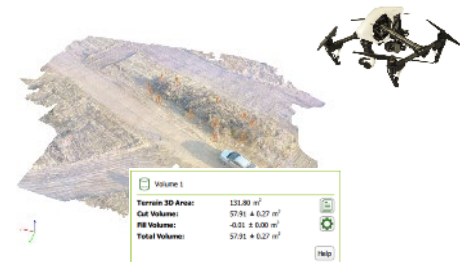 Volume 1
Terrain 3D Area: 131.80 m²
Cut Volume: 57.91 ± 0.27 m³
Fill Volume: -0.01 ± 0.00 m³
Total Volume: 57.91 ± 0.27 m³
Help